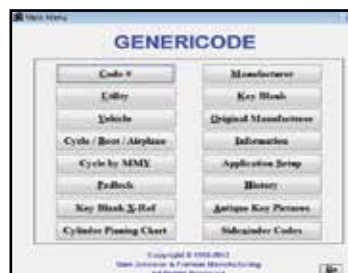 Main Menu
GENERICODE
Code #
Manufacturer
Utility
Key Blank
Vehicle
Original Manufacturer
Cycle / Boot / Airplane
Information
Cycle by MMY
Application Setup
Padlock
History
Key Blank X-Ref
Antique Key Pictures
Cylinder Pinning Chart
Sidewinder Codes